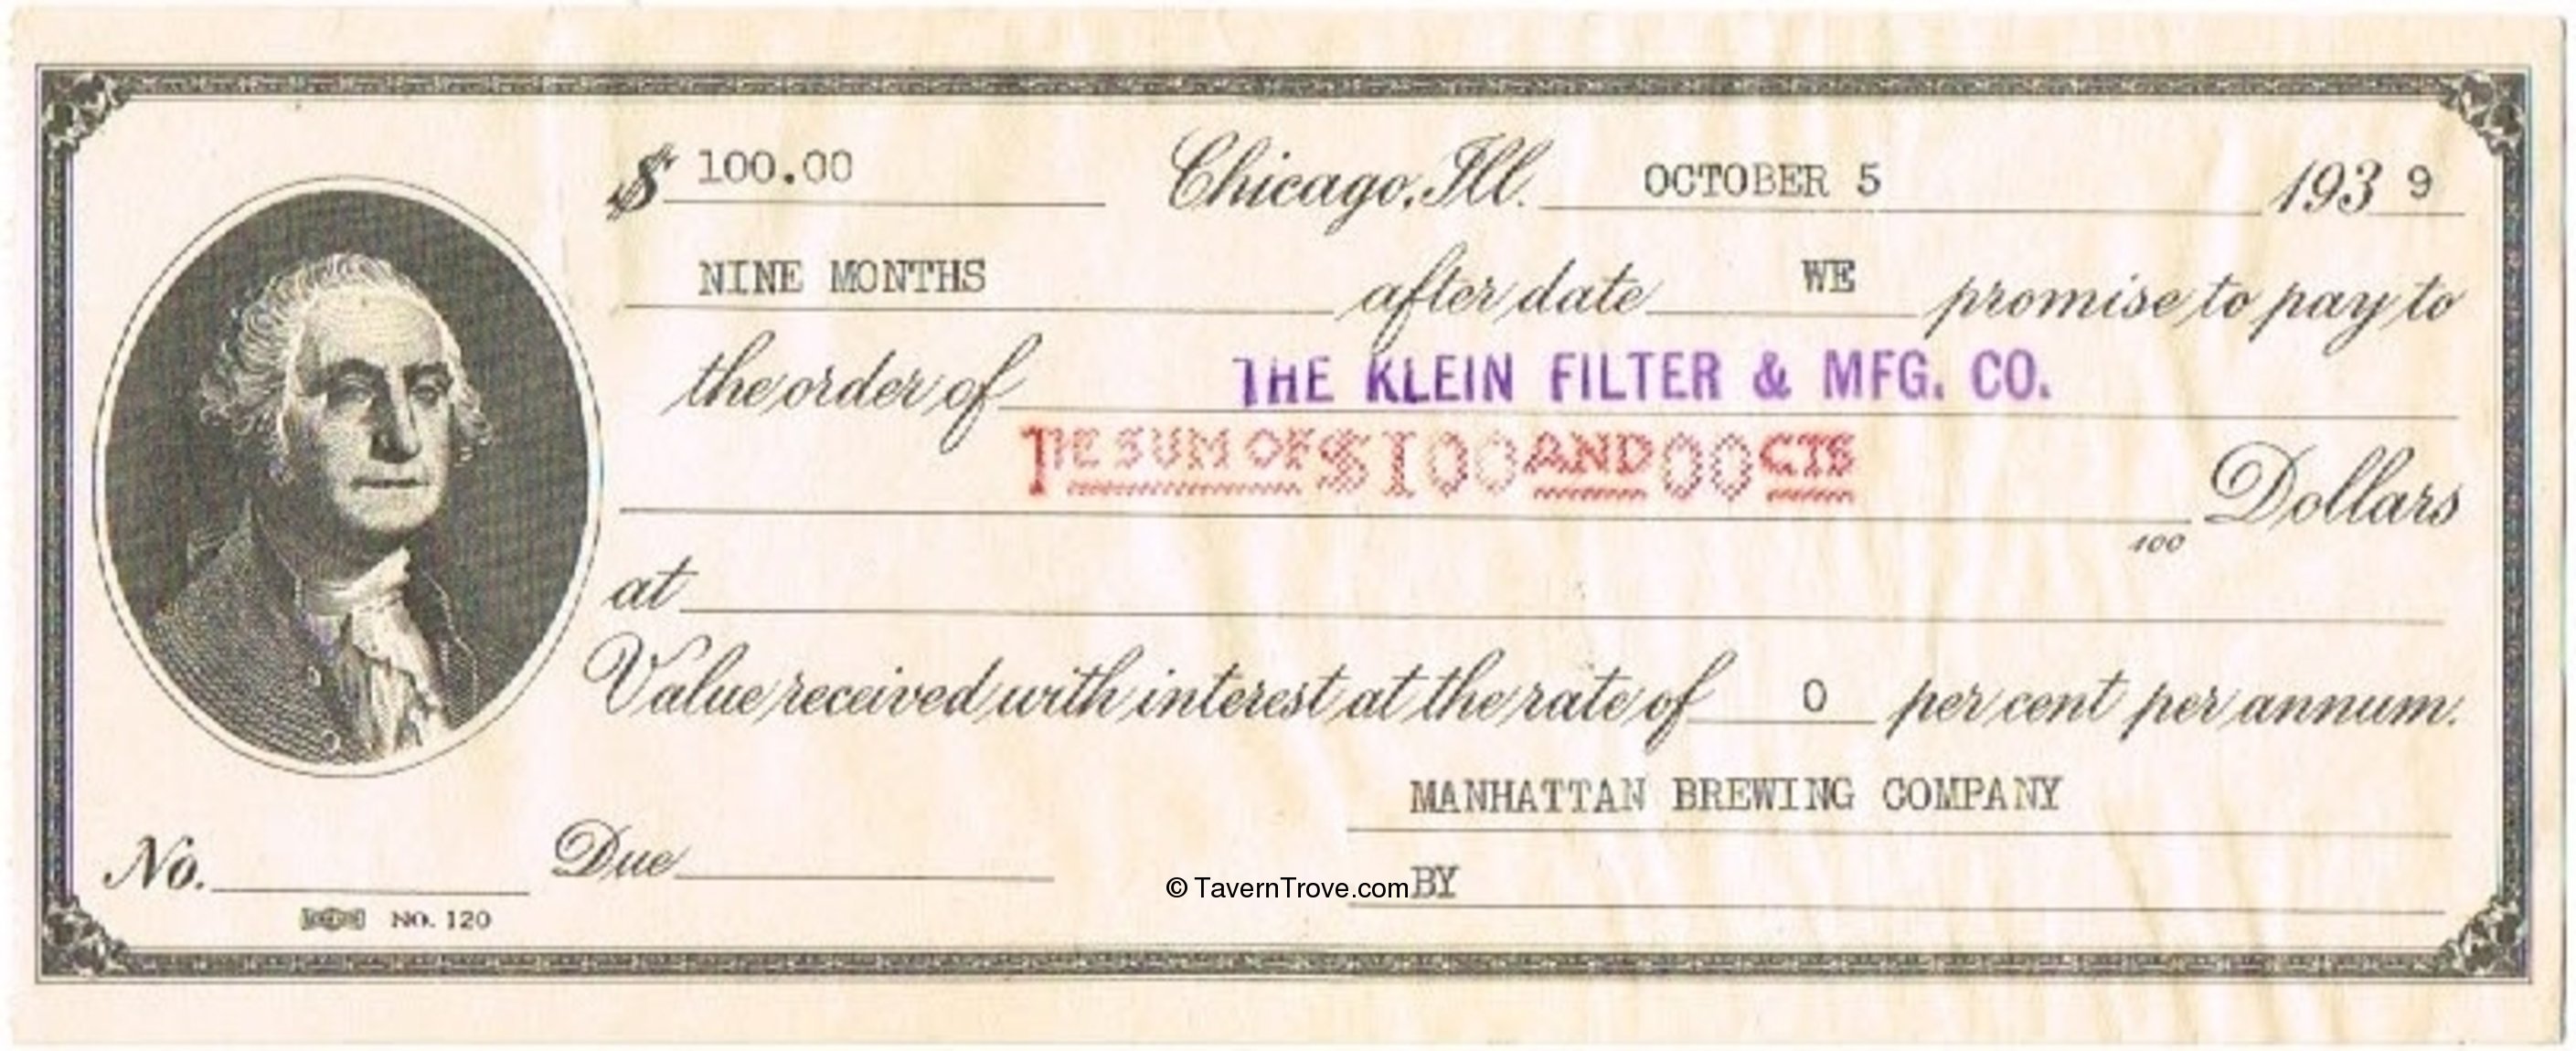 $ 100.00 Chicago, Ill. OCTOBER 5 193 9
NINE MONTHS after date WE promise to pay to
the order of THE KLEIN FILTER & MFG. CO.
THE SUM OF $100 AND 00 CTS Dollars
100
at
Value received with interest at the rate of 0 per cent per annum.
MANHATTAN BREWING COMPANY
No. Due
© TavernTrove.com BY
NO. 120